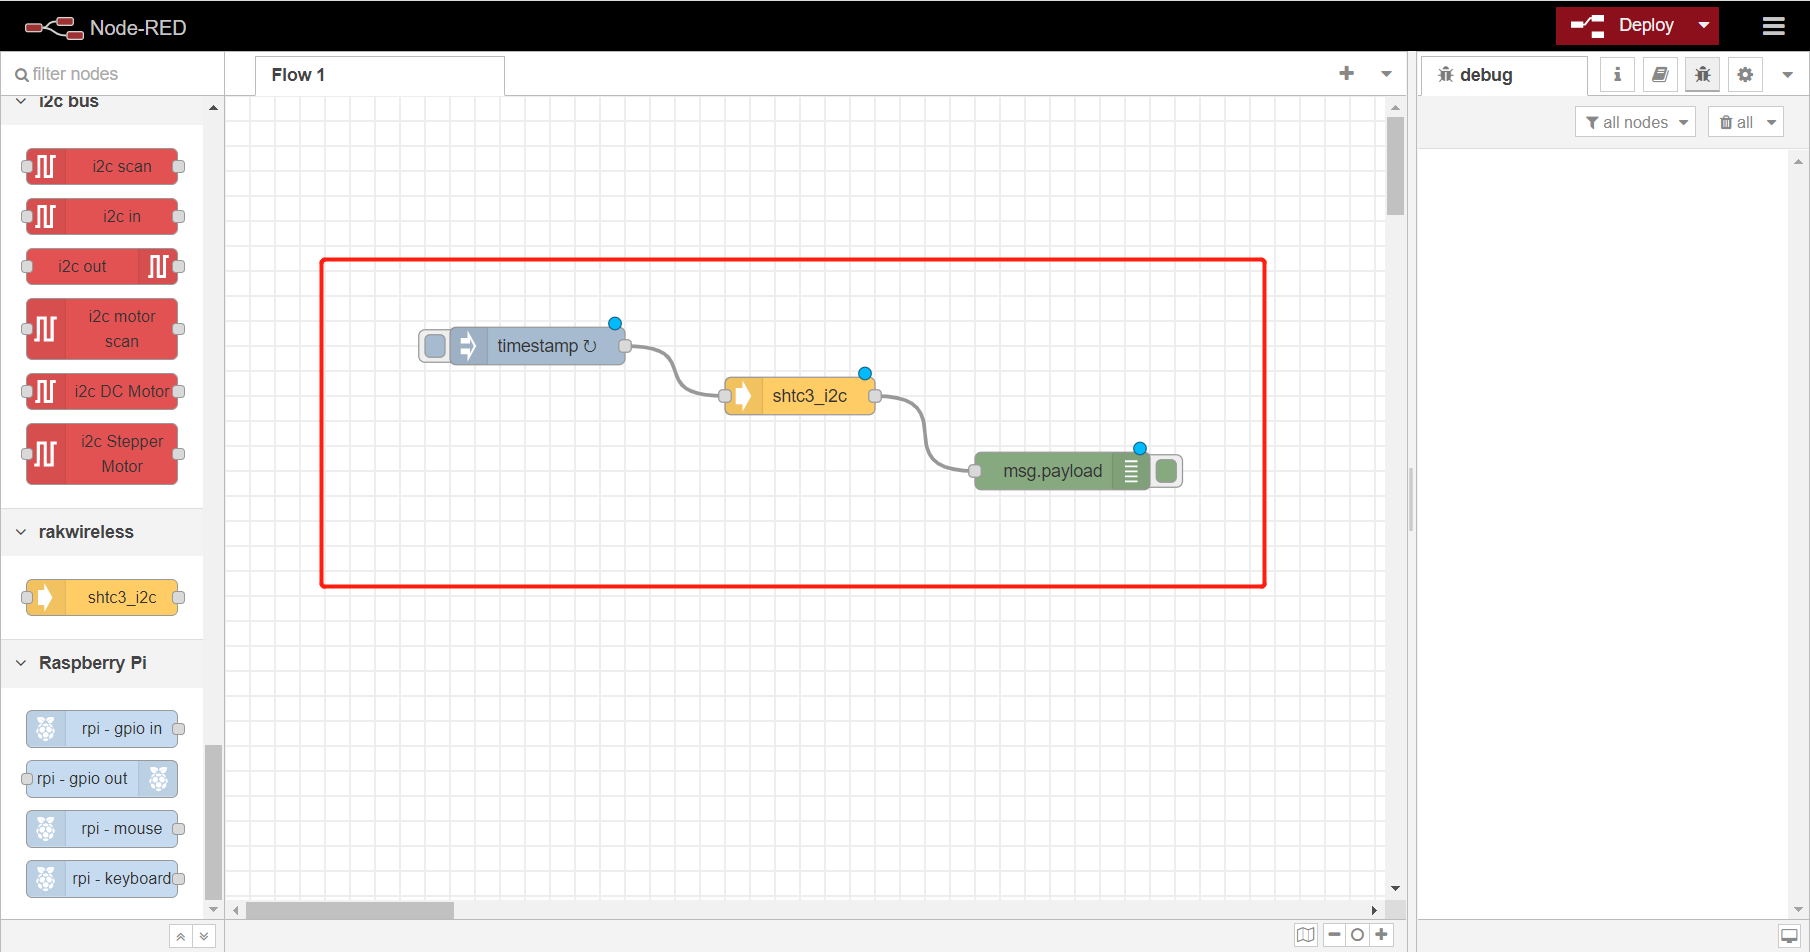 Node-RED
Deploy
filter nodes
Flow 1
debug
i2c bus
all nodes
all
i2c scan
i2c in
i2c out
i2c motor
scan
i2c DC Motor
i2c Stepper
Motor
timestamp ↻
shtc3_i2c
msg.payload
rakwireless
shtc3_i2c
Raspberry Pi
rpi - gpio in
rpi - gpio out
rpi - mouse
rpi - keyboard